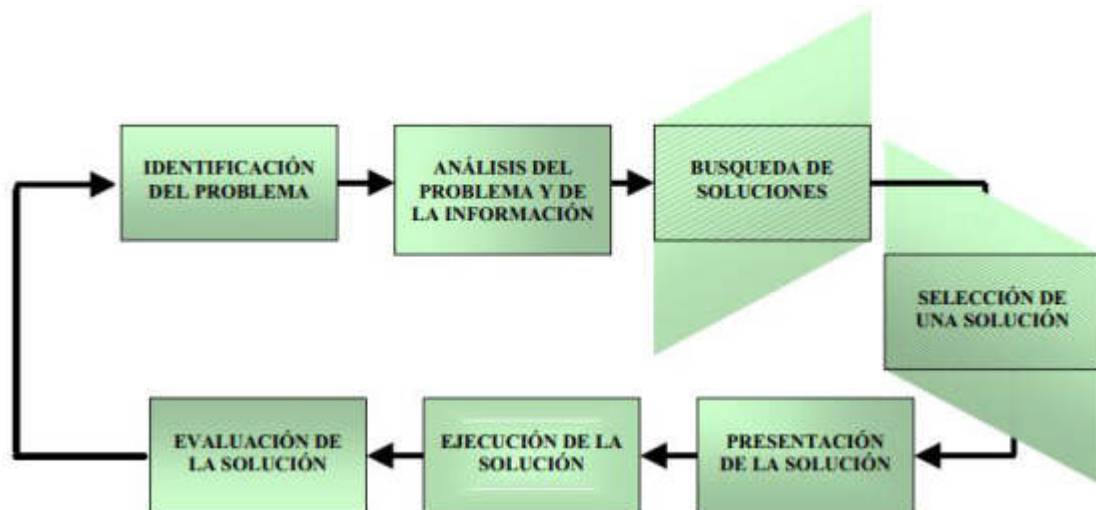 IDENTIFICACIÓN
DEL PROBLEMA
ANÁLISIS DEL
PROBLEMA Y DE
LA INFORMACIÓN
BUSQUEDA DE
SOLUCIONES
SELECCIÓN DE
UNA SOLUCIÓN
PRESENTACIÓN
DE LA SOLUCIÓN
EJECUCIÓN DE LA
SOLUCIÓN
EVALUACIÓN DE
LA SOLUCIÓN